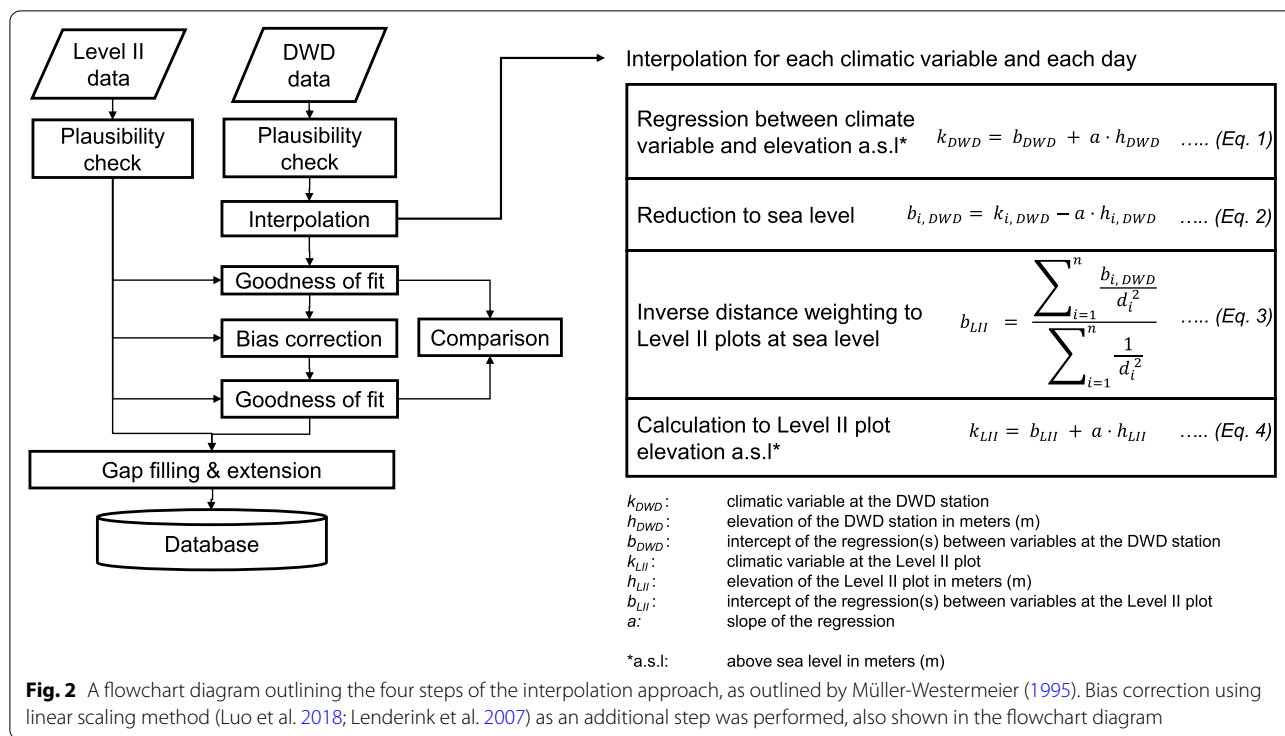 Level II
data
DWD
data
Plausibility
check
Plausibility
check
Interpolation
Goodness of fit
Bias correction
Comparison
Goodness of fit
Gap filling & extension
Database
Interpolation for each climatic variable and each day
Regression between climate
variable and elevation a.s.l*
k_DWD = b_DWD + a · h_DWD ..... (Eq. 1)
Reduction to sea level b_i, DWD = k_i, DWD − a · h_i, DWD ..... (Eq. 2)
Inverse distance weighting to
Level II plots at sea level
b_LII = (∑_{i=1}^{n} b_i, DWD / d_i^2) / (∑_{i=1}^{n} 1 / d_i^2) ..... (Eq. 3)
Calculation to Level II plot
elevation a.s.l*
k_LII = b_LII + a · h_LII ..... (Eq. 4)
k_DWD: climatic variable at the DWD station
h_DWD: elevation of the DWD station in meters (m)
b_DWD: intercept of the regression(s) between variables at the DWD station
k_LII: climatic variable at the Level II plot
h_LII: elevation of the Level II plot in meters (m)
b_LII: intercept of the regression(s) between variables at the Level II plot
a: slope of the regression
*a.s.l: above sea level in meters (m)
Fig. 2 A flowchart diagram outlining the four steps of the interpolation approach, as outlined by Müller-Westermeier (1995). Bias correction using
linear scaling method (Luo et al. 2018; Lenderink et al. 2007) as an additional step was performed, also shown in the flowchart diagram